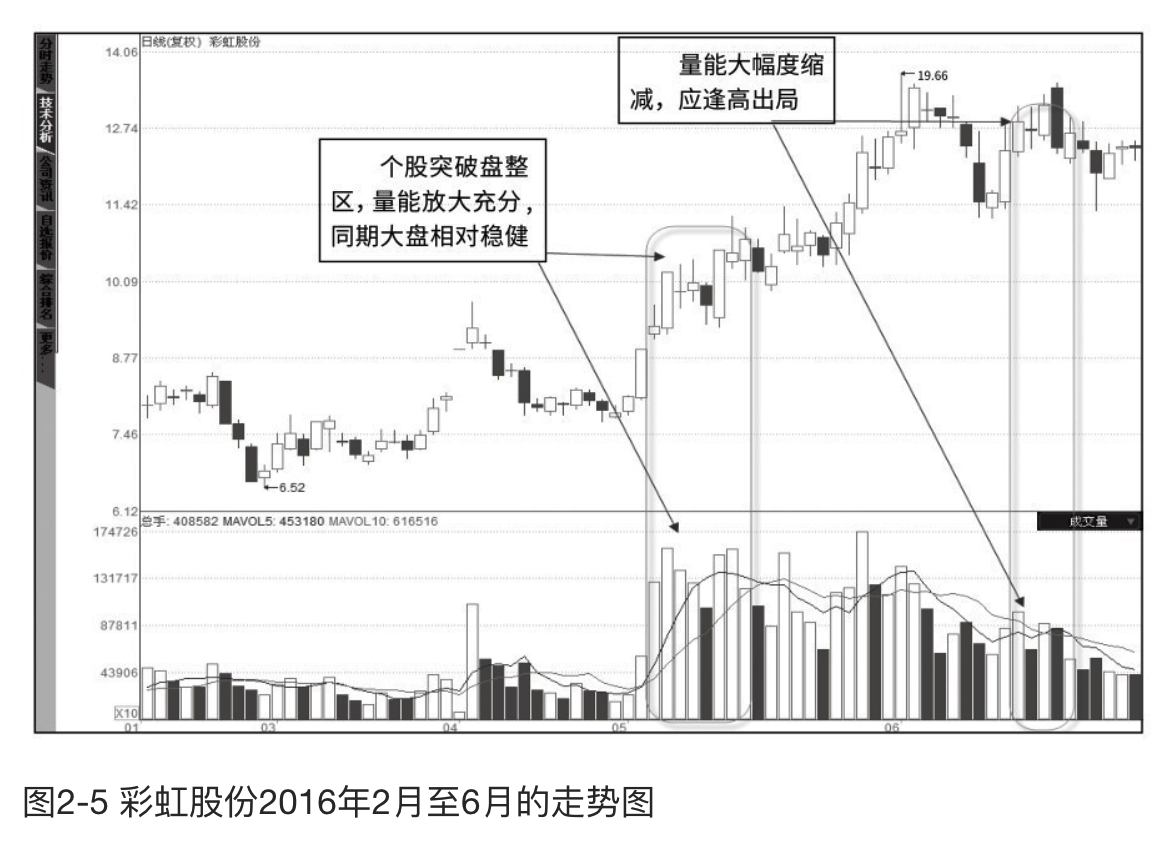 日线(复权) 彩虹股份
14.06
12.74
11.42
10.09
8.77
7.46
6.12
分时走势
技术分析
公司资讯
自选报价
综合排名
更多...
量能大幅度缩
减，应逢高出局
个股突破盘整
区，量能放大充分，
同期大盘相对稳健
←19.66
←6.52
总手: 408582 MAVOL5: 453180 MAVOL10: 616516
成交量
174726
131717
87811
43906
X10
01 03 04 05 06
图2-5 彩虹股份2016年2月至6月的走势图